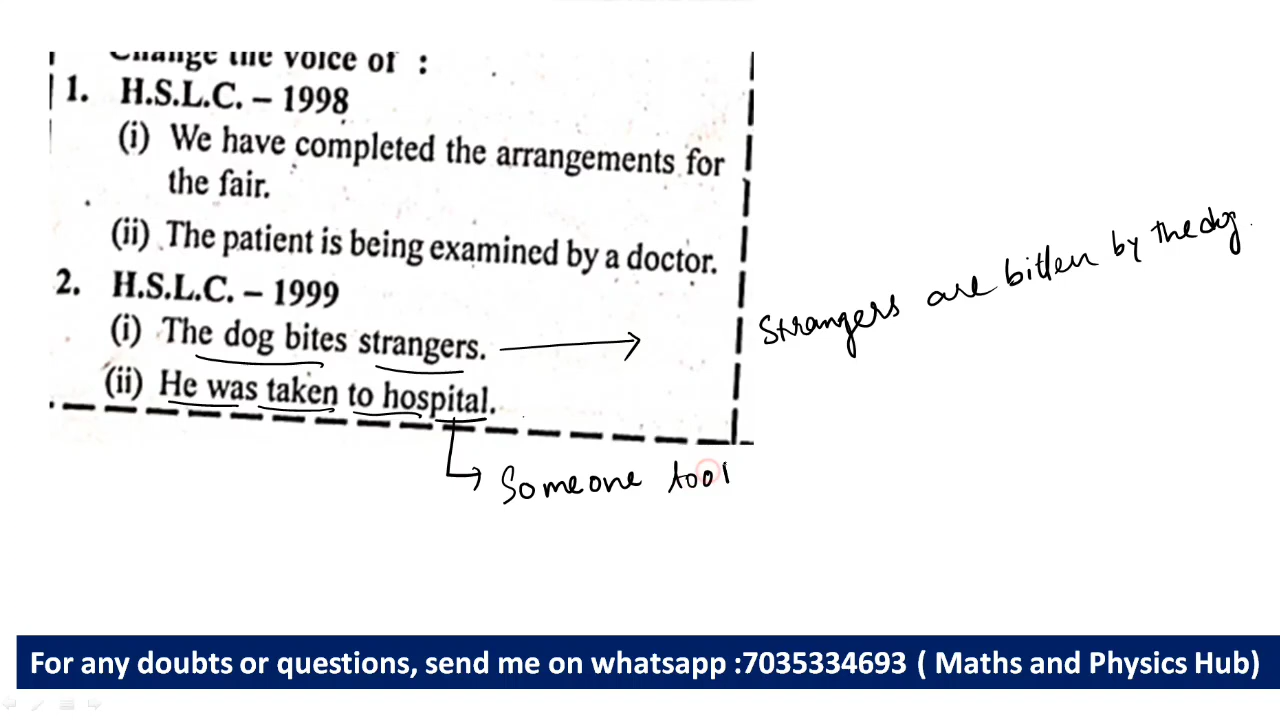 Change the voice of :
1. H.S.L.C. – 1998
(i) We have completed the arrangements for
the fair.
(ii) The patient is being examined by a doctor.
2. H.S.L.C. – 1999
(i) The dog bites strangers.
Strangers are bitten by the dog.
(ii) He was taken to hospital.
Someone too
For any doubts or questions, send me on whatsapp :7035334693 ( Maths and Physics Hub)